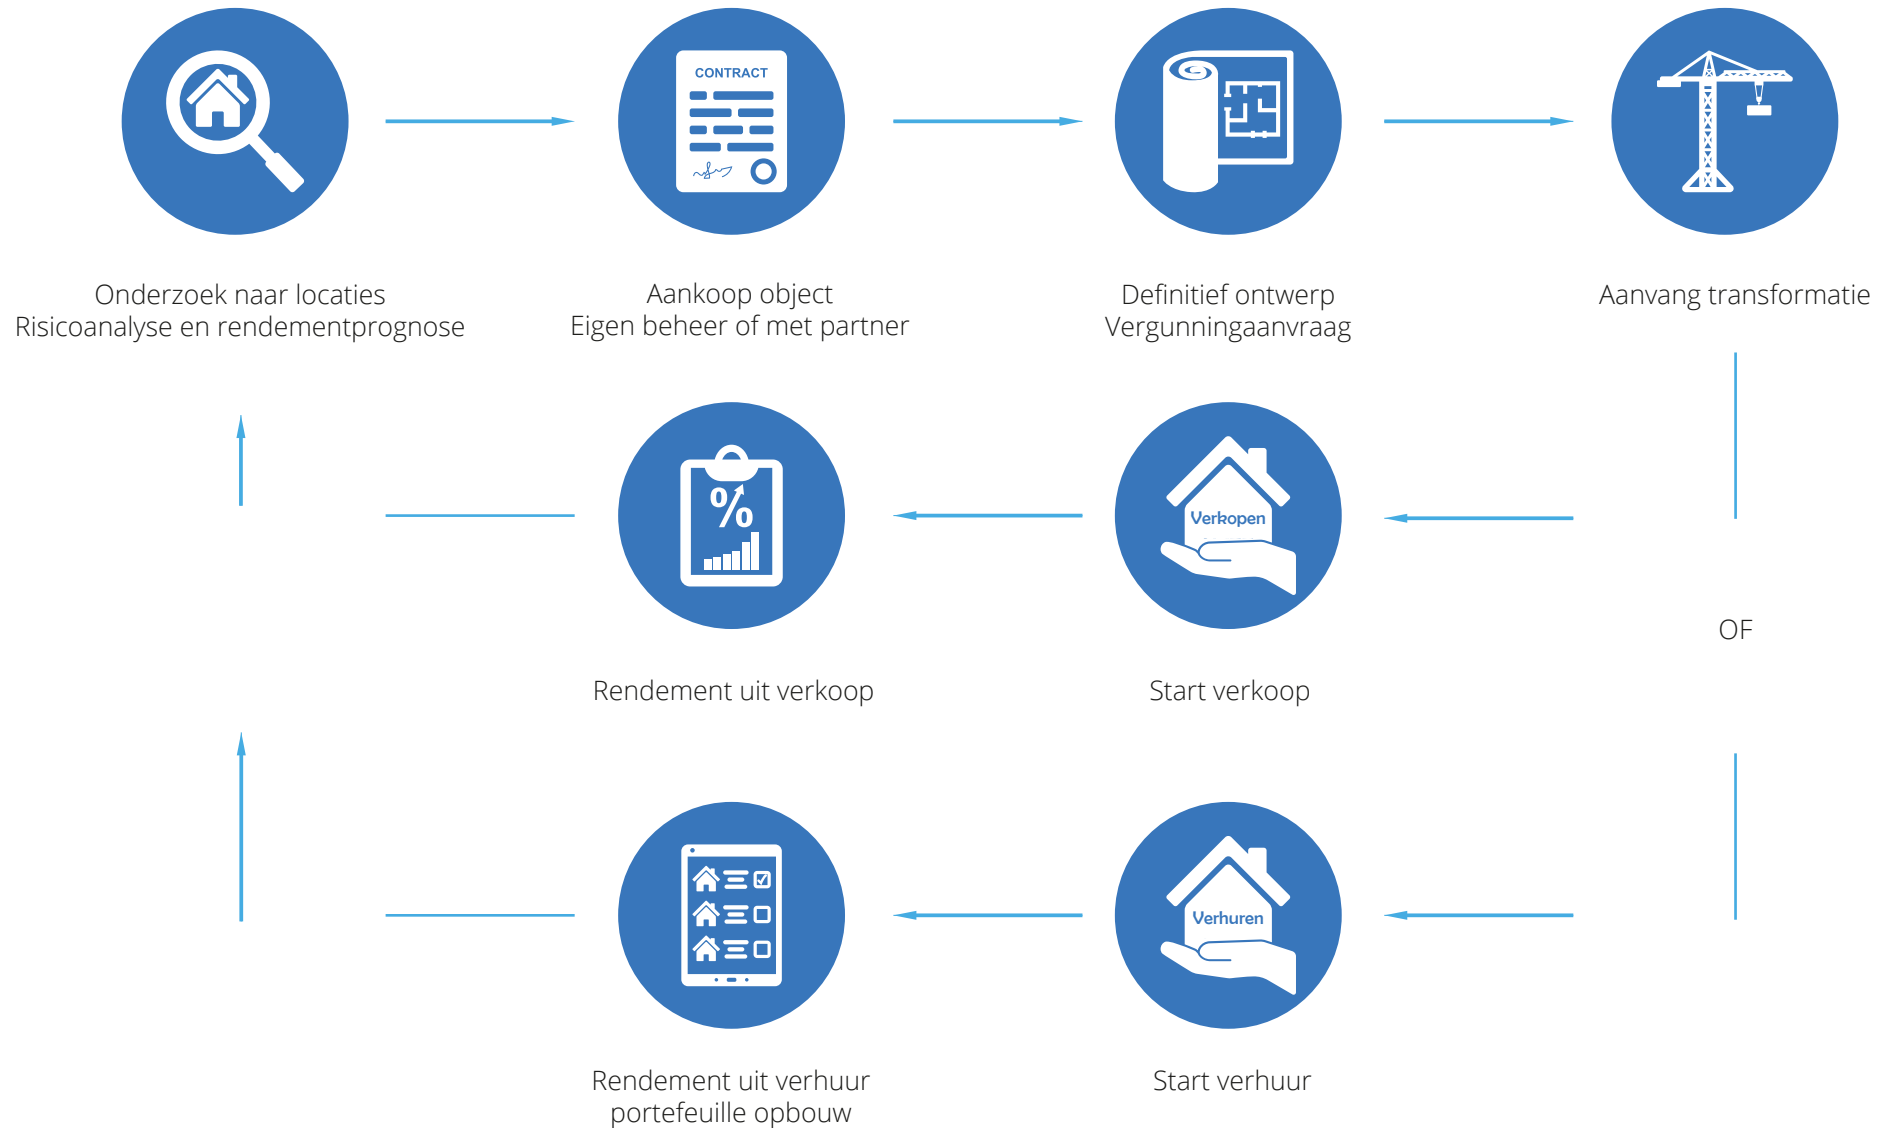 CONTRACT
Onderzoek naar locaties
Risicoanalyse en rendementprognose
Aankoop object
Eigen beheer of met partner
Definitief ontwerp
Vergunningaanvraag
Aanvang transformatie
%
Verkopen
OF
Rendement uit verkoop
Start verkoop
Verhuren
Rendement uit verhuur
portefeuille opbouw
Start verhuur